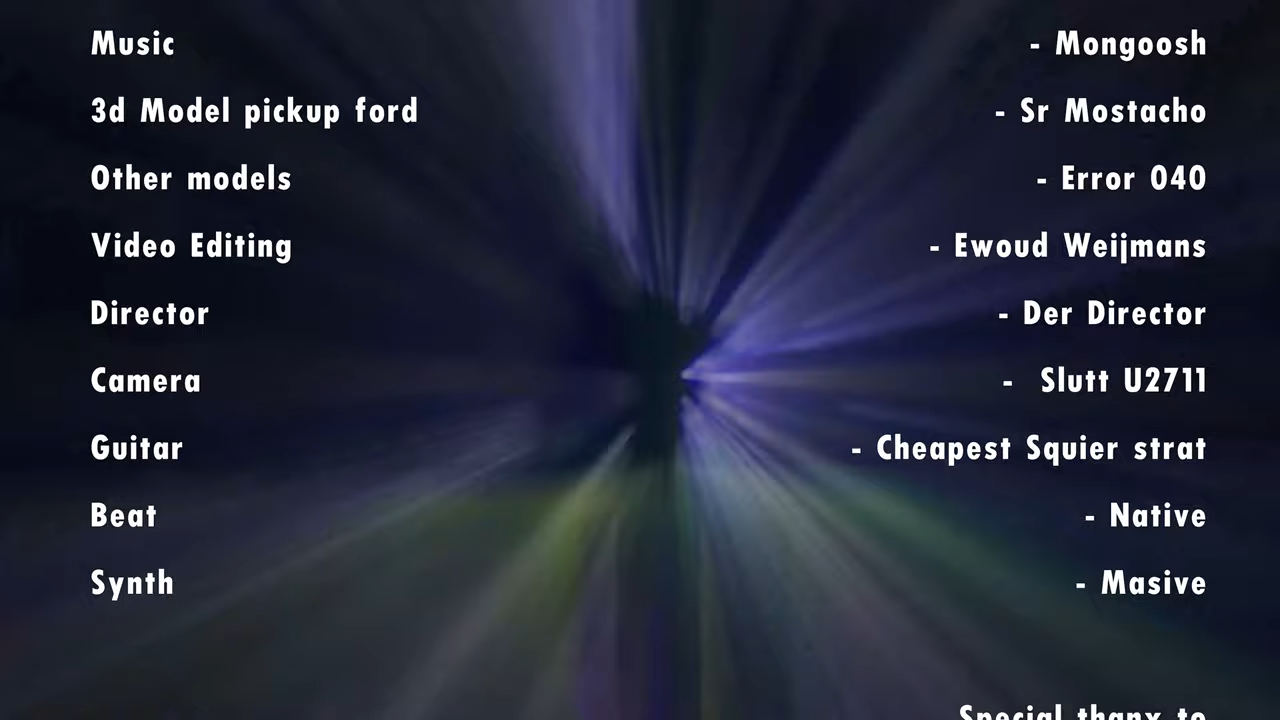 Music - Mongoosh
3d Model pickup ford - Sr Mostacho
Other models - Error 040
Video Editing - Ewoud Weijmans
Director - Der Director
Camera - Slutt U2711
Guitar - Cheapest Squier strat
Beat - Native
Synth - Masive
Special thanx to